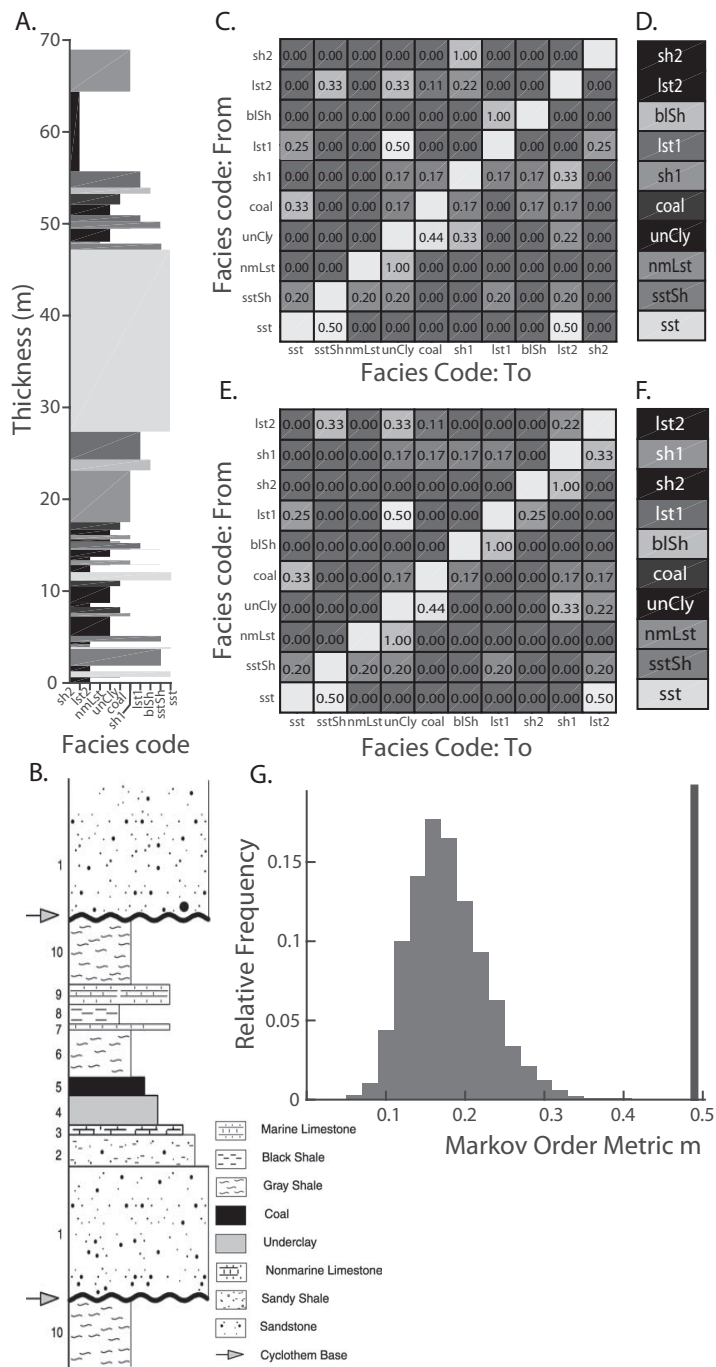 A.
70
60
50
40
30
20
10
0
Thickness (m)
sh2 lst2 nmLst unCly coal sh1 lst1 blSh sstSh sst
Facies code
C.
Facies code: From
sh2 0.00 0.00 0.00 0.00 0.00 1.00 0.00 0.00 0.00
lst2 0.00 0.33 0.00 0.33 0.11 0.22 0.00 0.00 0.00
blSh 0.00 0.00 0.00 0.00 0.00 0.00 1.00 0.00 0.00
lst1 0.25 0.00 0.00 0.50 0.00 0.00 0.00 0.00 0.25
sh1 0.00 0.00 0.00 0.17 0.17 0.17 0.17 0.33 0.00
coal 0.33 0.00 0.00 0.17 0.17 0.00 0.17 0.17 0.00
unCly 0.00 0.00 0.00 0.44 0.33 0.00 0.00 0.22 0.00
nmLst 0.00 0.00 1.00 0.00 0.00 0.00 0.00 0.00 0.00
sstSh 0.20 0.20 0.20 0.00 0.00 0.20 0.00 0.20 0.00
sst 0.50 0.00 0.00 0.00 0.00 0.00 0.00 0.50 0.00
sst sstSh nmLst unCly coal sh1 lst1 blSh lst2 sh2
Facies Code: To
D.
sh2
lst2
blSh
lst1
sh1
coal
unCly
nmLst
sstSh
sst
E.
Facies Code: From
lst2 0.00 0.33 0.00 0.33 0.11 0.00 0.00 0.00 0.22
sh1 0.00 0.00 0.00 0.17 0.17 0.17 0.17 0.00 0.33
sh2 0.00 0.00 0.00 0.00 0.00 0.00 0.00 1.00 0.00
lst1 0.25 0.00 0.00 0.50 0.00 0.00 0.25 0.00 0.00
blSh 0.00 0.00 0.00 0.00 0.00 1.00 0.00 0.00 0.00
coal 0.33 0.00 0.00 0.17 0.17 0.00 0.00 0.17 0.17
unCly 0.00 0.00 0.00 0.44 0.00 0.00 0.00 0.33 0.22
nmLst 0.00 0.00 1.00 0.00 0.00 0.00 0.00 0.00 0.00
sstSh 0.20 0.20 0.20 0.00 0.00 0.20 0.00 0.00 0.20
sst 0.50 0.00 0.00 0.00 0.00 0.00 0.00 0.00 0.50
sst sstSh nmLst unCly coal blSh lst1 sh2 sh1 lst2
Facies Code: To
F.
lst2
sh1
sh2
lst1
blSh
coal
unCly
nmLst
sstSh
sst
B.
1
10
9
8
7
6
5
4
3
2
1
10
Marine Limestone
Black Shale
Gray Shale
Coal
Underclay
Nonmarine Limestone
Sandy Shale
Sandstone
Cyclothem Base
G.
Relative Frequency
0.15
0.1
0.05
0
0.1 0.2 0.3 0.4 0.5
Markov Order Metric m